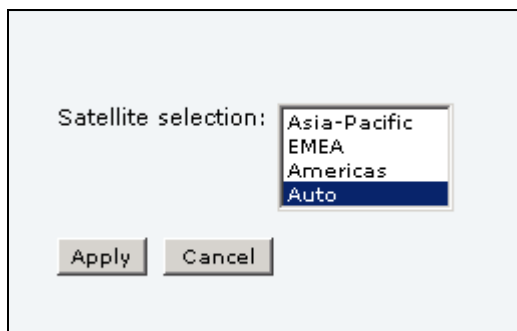 Satellite selection:
Asia-Pacific
EMEA
Americas
Auto
Apply Cancel